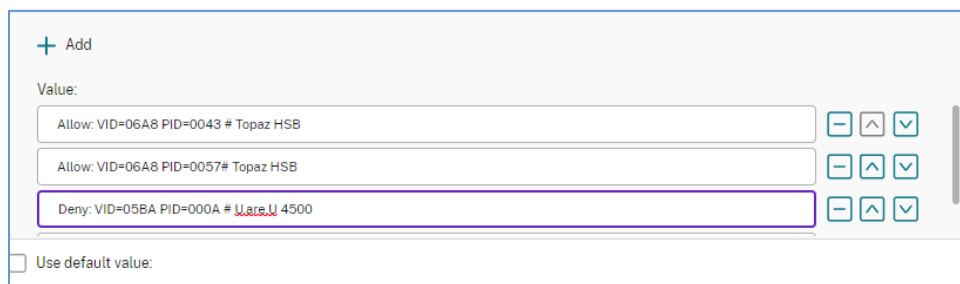 + Add
Value:
Allow: VID=06A8 PID=0043 # Topaz HSB
Allow: VID=06A8 PID=0057# Topaz HSB
Deny: VID=05BA PID=000A # U.are.U 4500
Use default value: